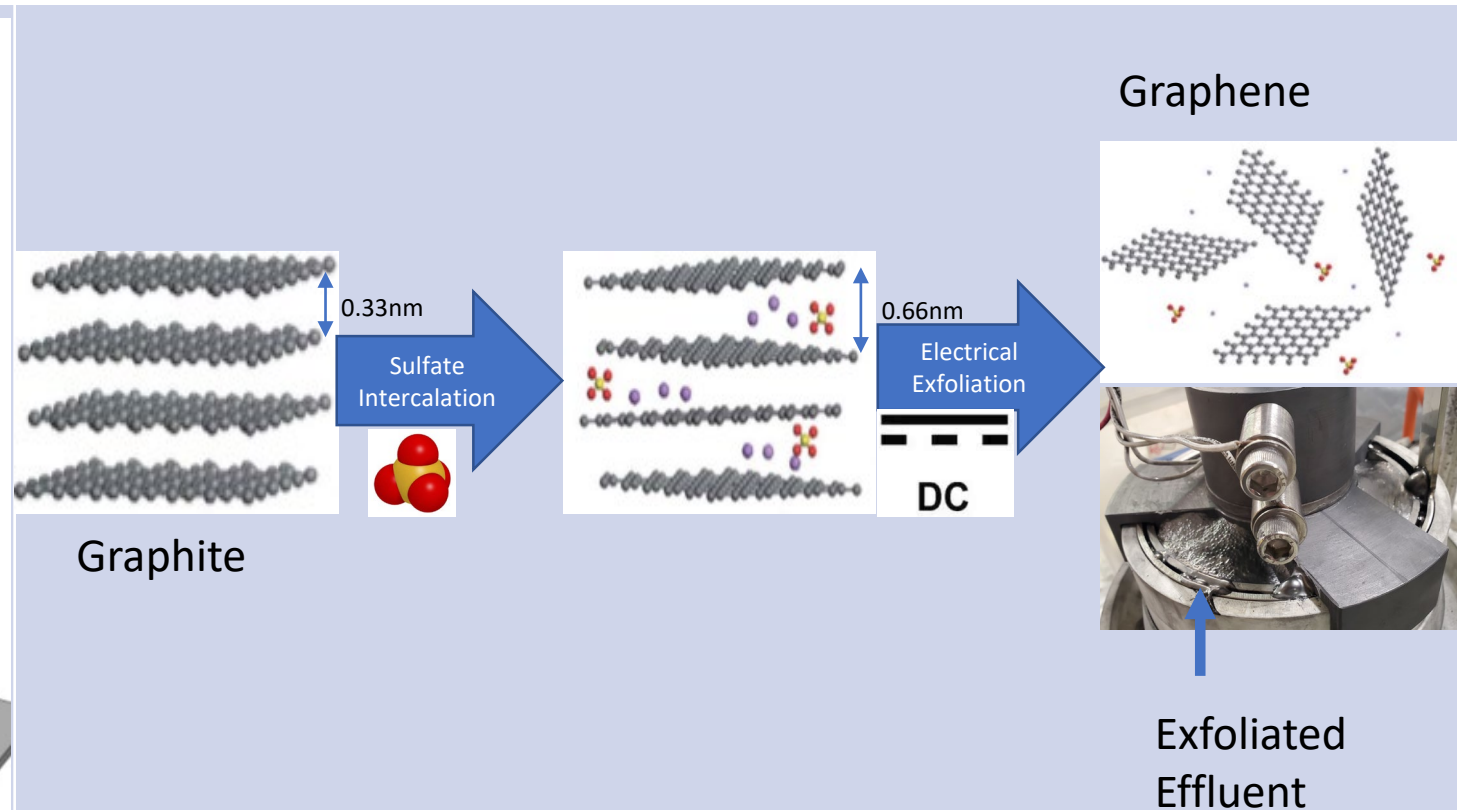 Graphene
0.33nm
0.66nm
Sulfate
Intercalation
Electrical
Exfoliation
DC
Graphite
Exfoliated
Effluent